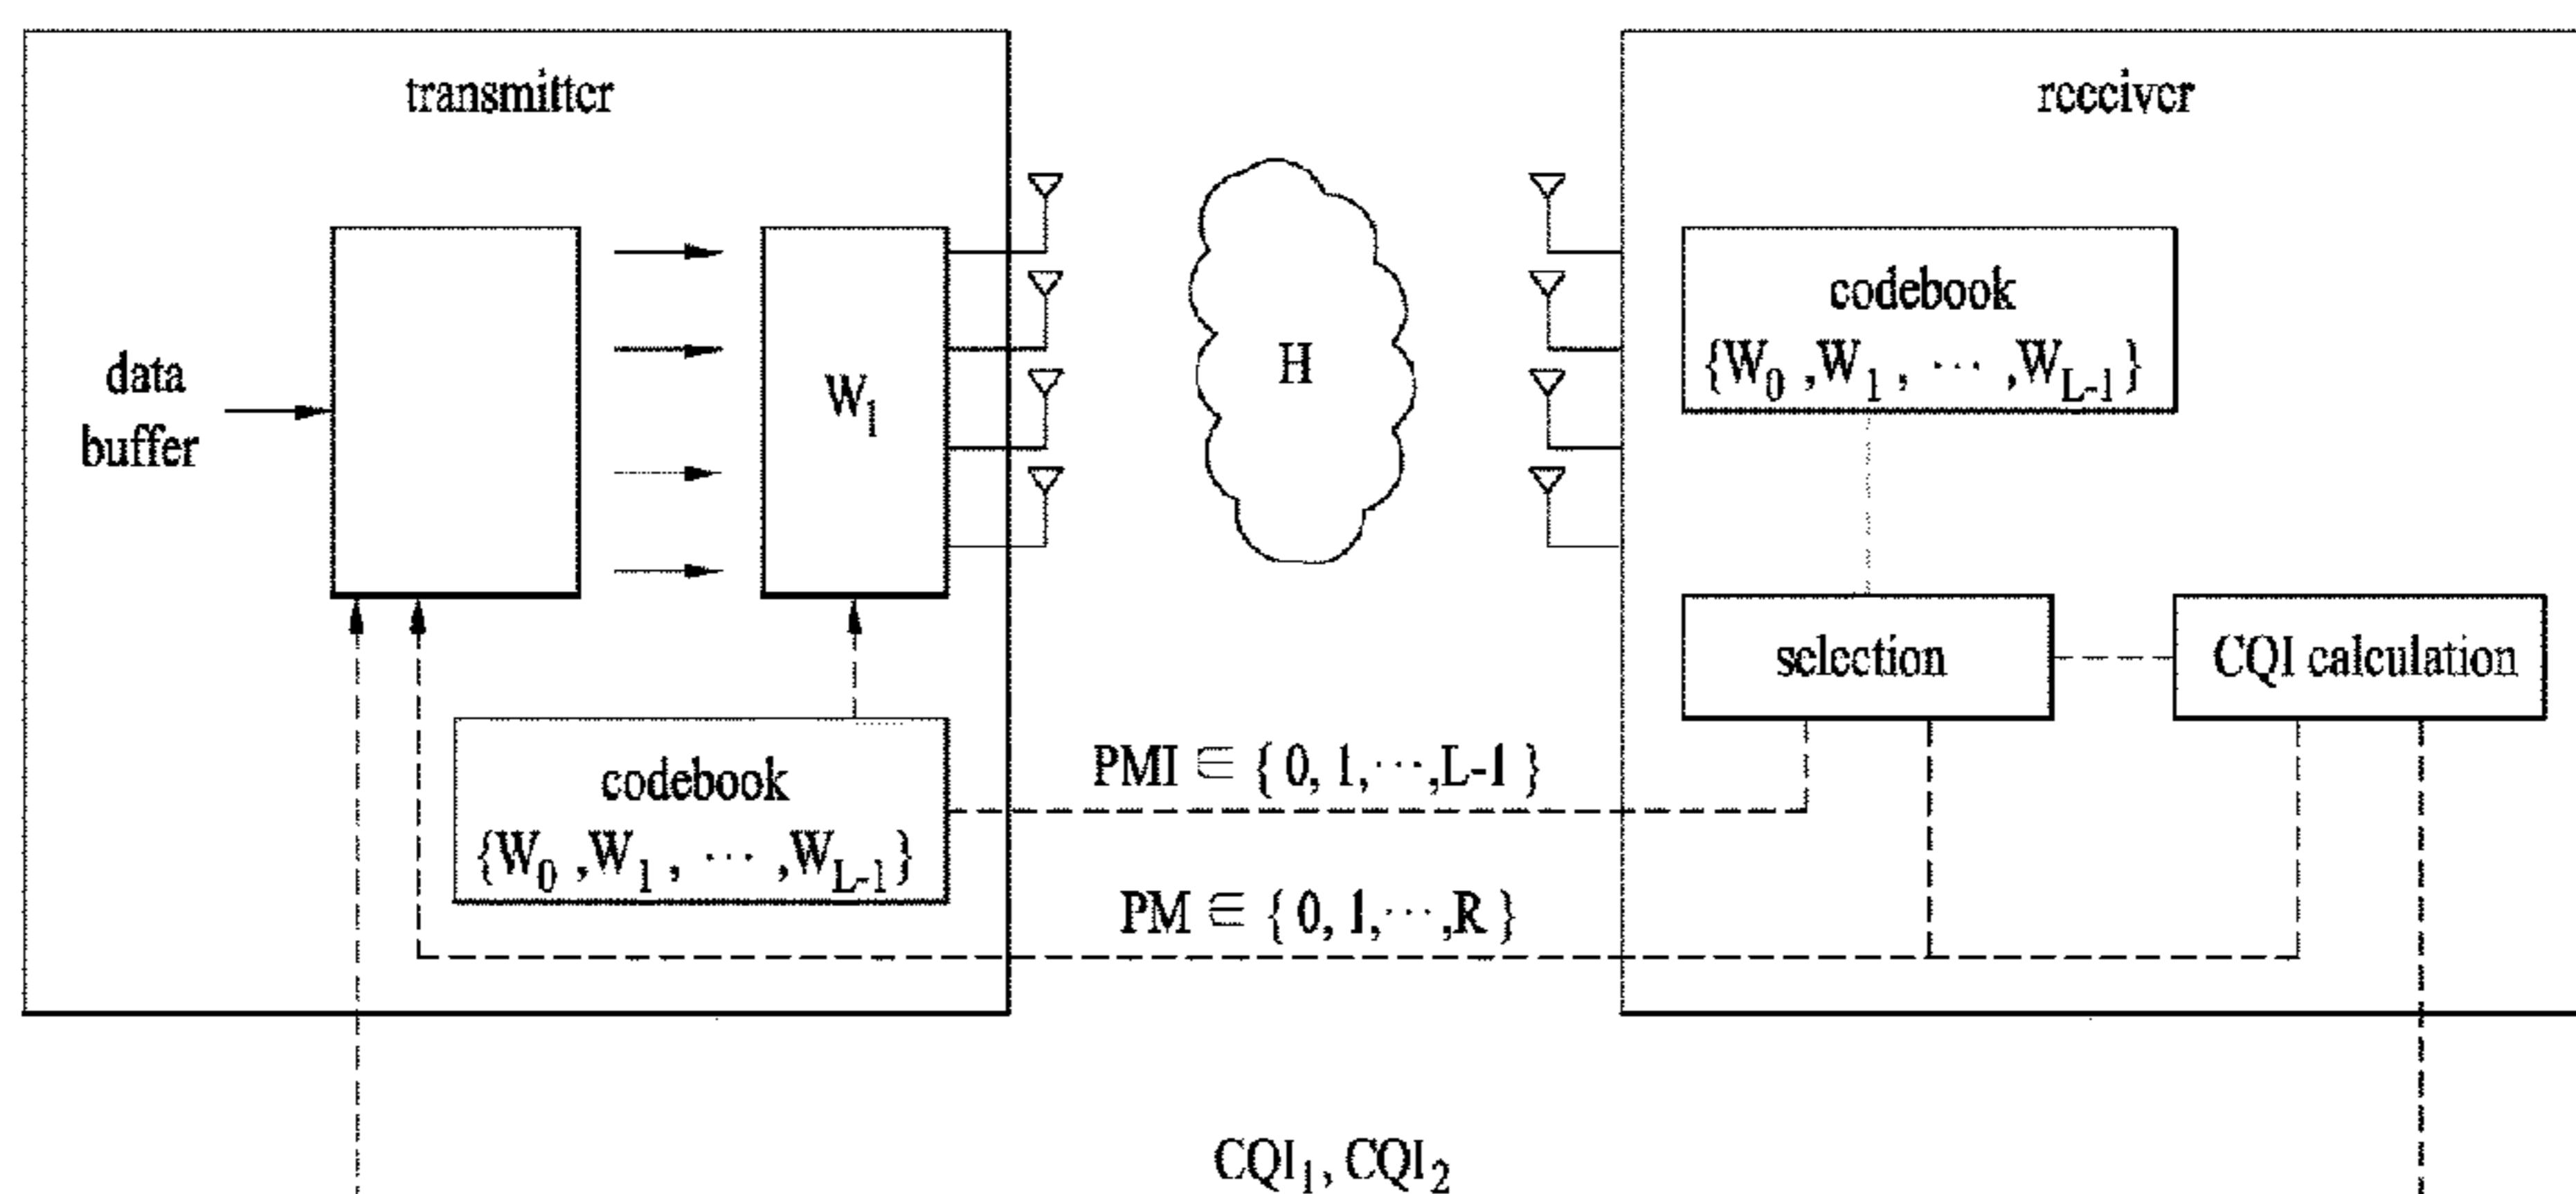 transmitter
receiver
data
buffer
W1
H
codebook
{W0 ,W1 , ⋯ ,WL-1}
selection
CQI calculation
codebook
{W0 ,W1 , ⋯ ,WL-1}
PMI ∈ { 0, 1,⋯,L-1 }
PM ∈ { 0, 1,⋯,R }
CQI1, CQI2